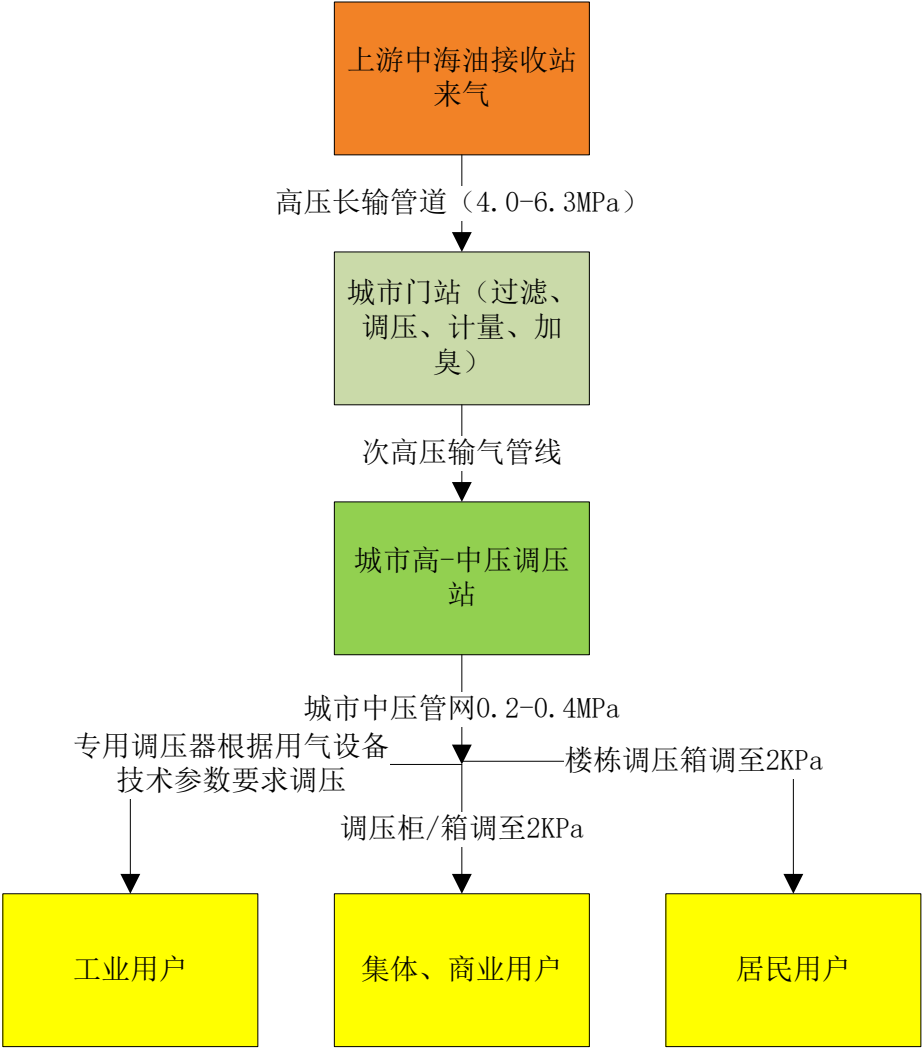 上游中海油接收站
来气
高压长输管道（4.0-6.3MPa）
城市门站（过滤、
调压、计量、加
臭）
次高压输气管线
城市高-中压调压
站
城市中压管网0.2-0.4MPa
专用调压器根据用气设备
技术参数要求调压
楼栋调压箱调至2KPa
调压柜/箱调至2KPa
工业用户
集体、商业用户
居民用户